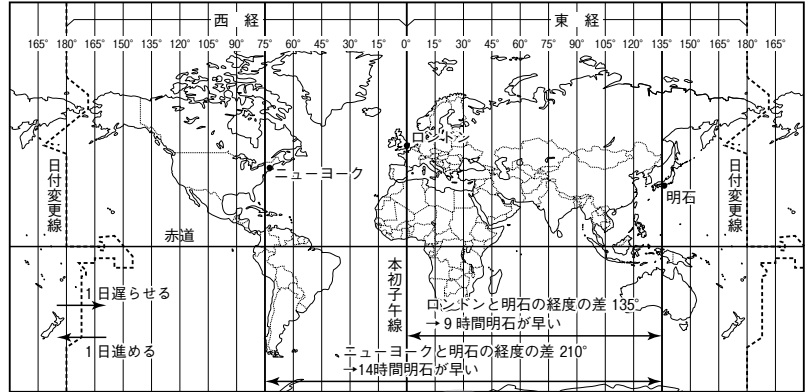 西 経
東 経
165° 180° 165° 150° 135° 120° 105° 90° 75° 60° 45° 30° 15° 0° 15° 30° 45° 60° 75° 90° 105° 120° 135° 150° 165° 180° 165°
ロンドン
ニューヨーク
明石
日付変更線
日付変更線
赤道
本初子午線
1日遅らせる
1日進める
ロンドンと明石の経度の差 135°
→ 9時間明石が早い
ニューヨークと明石の経度の差 210°
→14時間明石が早い